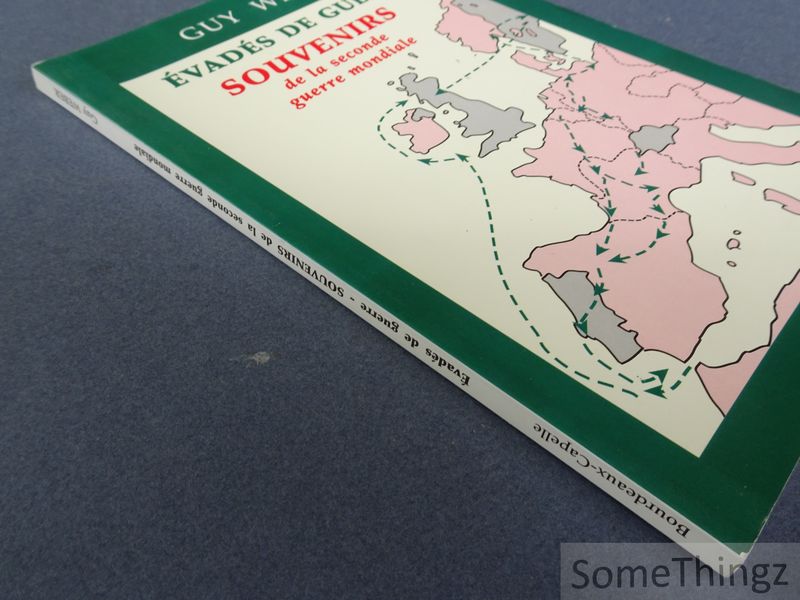 GUY
ÉVADÉS DE
SOUVENIRS
de la seconde
guerre mondiale
Évadés de guerre - SOUVENIRS de la seconde guerre mondiale
Bourdeaux-Capelle
SomeThingz